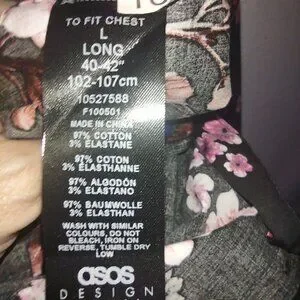 TO FIT CHEST
L
LONG
40-42"
102-107cm
10527588
F100501
MADE IN CHINA
97% COTTON
3% ELASTANE
97% COTON
3% ELASTHANNE
97% ALGODÓN
3% ELASTANO
97% BAUMWOLLE
3% ELASTHAN
WASH WITH SIMILAR
COLOURS, DO NOT
BLEACH, IRON ON
REVERSE, TUMBLE DRY
LOW
asos
DESIGN